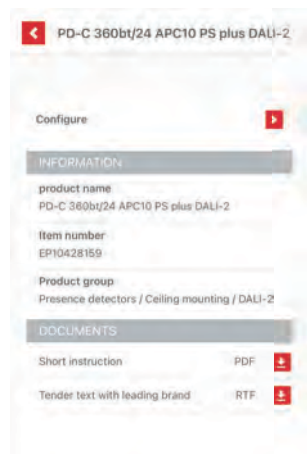 PD-C 360bt/24 APC10 PS plus DALI-2
Configure
INFORMATION
product name
PD-C 360bt/24 APC10 PS plus DALI-2
Item number
EP10428159
Product group
Presence detectors / Ceiling mounting / DALI-2
DOCUMENTS
Short instruction PDF
Tender text with leading brand RTF